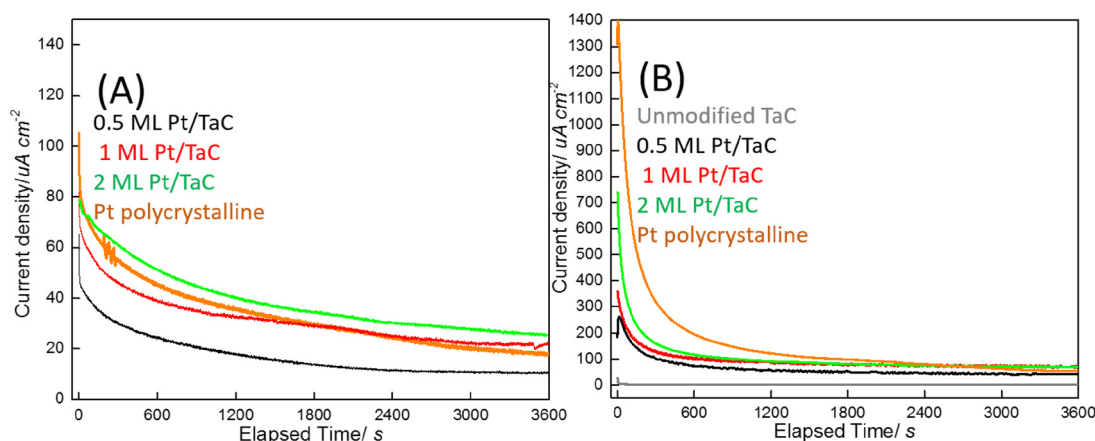 (A)
0.5 ML Pt/TaC
1 ML Pt/TaC
2 ML Pt/TaC
Pt polycrystalline
Current density/uA cm-2
140
120
100
80
60
40
20
0
0 600 1200 1800 2400 3000 3600
Elapsed Time/ s
(B)
Unmodified TaC
0.5 ML Pt/TaC
1 ML Pt/TaC
2 ML Pt/TaC
Pt polycrystalline
Current density/ uA cm-2
1400
1300
1200
1100
1000
900
800
700
600
500
400
300
200
100
0
0 600 1200 1800 2400 3000 3600
Elapsed Time/ s